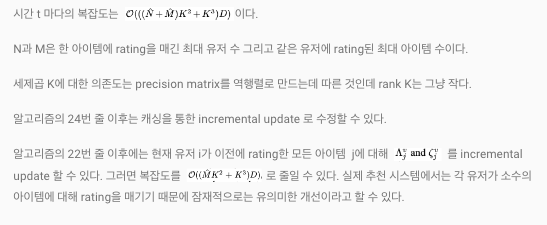 시간 t 마다의 복잡도는 O(((N̂ + M̂)K² + K³)D) 이다.
N과 M은 한 아이템에 rating을 매긴 최대 유저 수 그리고 같은 유저에 rating된 최대 아이템 수이다.
세제곱 K에 대한 의존도는 precision matrix를 역행렬로 만드는데 따른 것인데 rank K는 그냥 작다.
알고리즘의 24번 줄 이후는 캐싱을 통한 incremental update 로 수정할 수 있다.
알고리즘의 22번 줄 이후에는 현재 유저 i가 이전에 rating한 모든 아이템 j에 대해 Λⱼᵛ and ζⱼᵛ 를 incremental
update 할 수 있다. 그러면 복잡도를 O((M̂K² + K³)D), 로 줄일 수 있다. 실제 추천 시스템에서는 각 유저가 소수의
아이템에 대해 rating을 매기기 때문에 잠재적으로는 유의미한 개선이라고 할 수 있다.